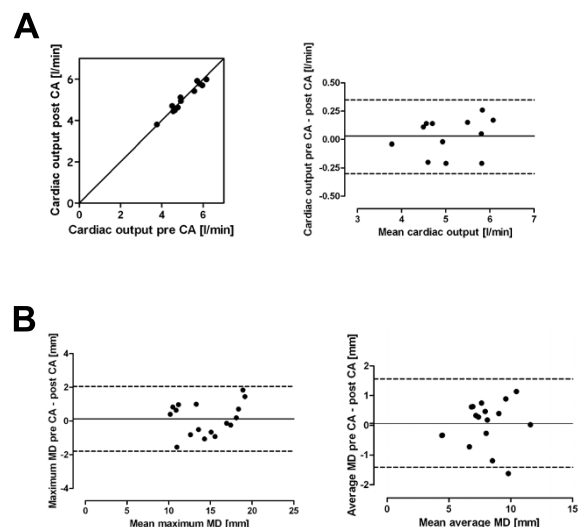 A
Cardiac output post CA [l/min]
6
4
2
0
0 2 4 6
Cardiac output pre CA [l/min]
Cardiac output pre CA - post CA [l/min]
0.50
0.25
0.00
-0.25
-0.50
3 4 5 6 7
Mean cardiac output [l/min]
B
Maximum MD pre CA - post CA [mm]
4
2
0
-2
-4
0 5 10 15 20 25
Mean maximum MD [mm]
Average MD pre CA - post CA [mm]
2
1
0
-1
-2
0 5 10 15
Mean average MD [mm]